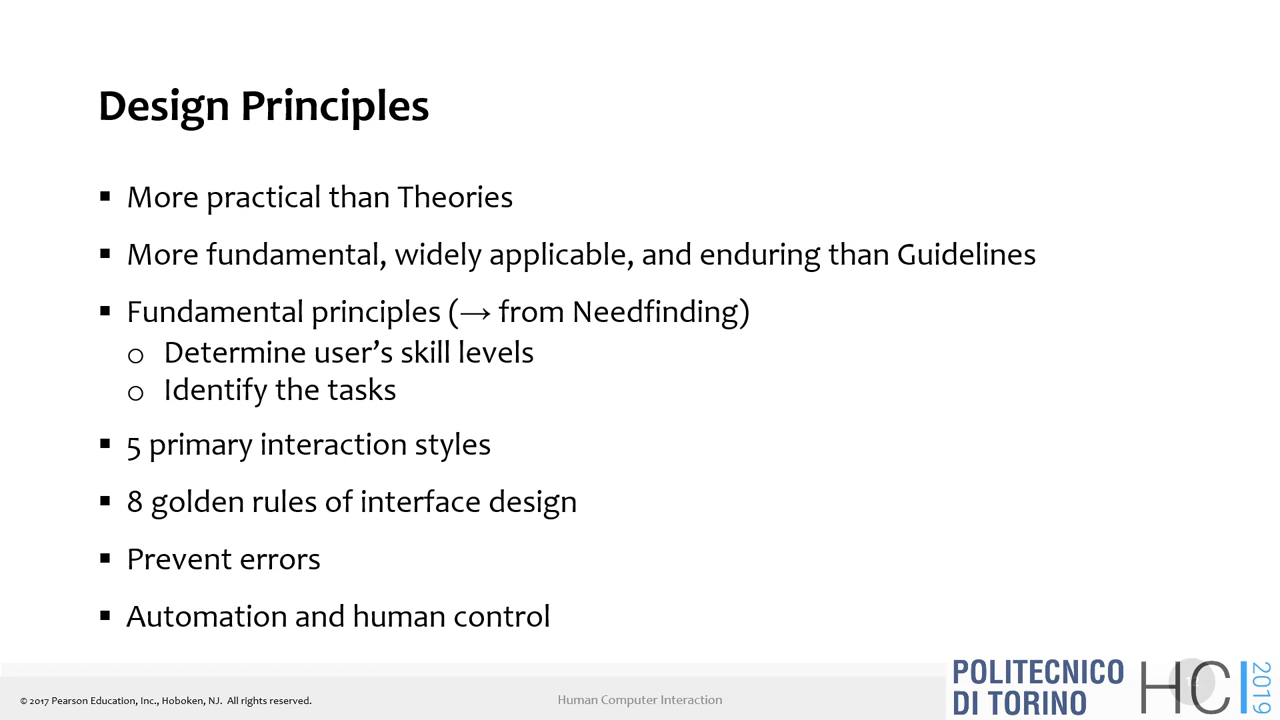 Design Principles
▪ More practical than Theories
▪ More fundamental, widely applicable, and enduring than Guidelines
▪ Fundamental principles (→ from Needfinding)
o Determine user’s skill levels
o Identify the tasks
▪ 5 primary interaction styles
▪ 8 golden rules of interface design
▪ Prevent errors
▪ Automation and human control
© 2017 Pearson Education, Inc., Hoboken, NJ. All rights reserved.
Human Computer Interaction
POLITECNICO
DI TORINO
HCI
2019